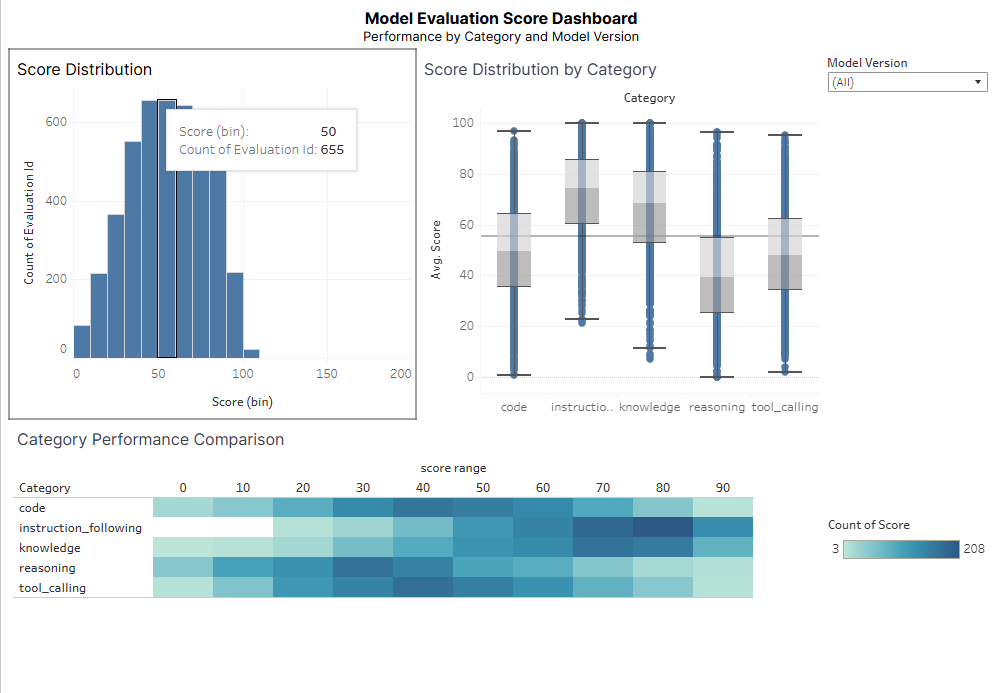 Model Evaluation Score Dashboard
Performance by Category and Model Version
Score Distribution
Count of Evaluation Id
600
400
200
0
Score (bin): 50
Count of Evaluation Id: 655
0 50 100 150 200
Score (bin)
Score Distribution by Category
Category
Avg. Score
100
80
60
40
20
0
code instructio.. knowledge reasoning tool_calling
Model Version
(All)
Category Performance Comparison
score range
Category 0 10 20 30 40 50 60 70 80 90
code
instruction_following
knowledge
reasoning
tool_calling
Count of Score
3 208